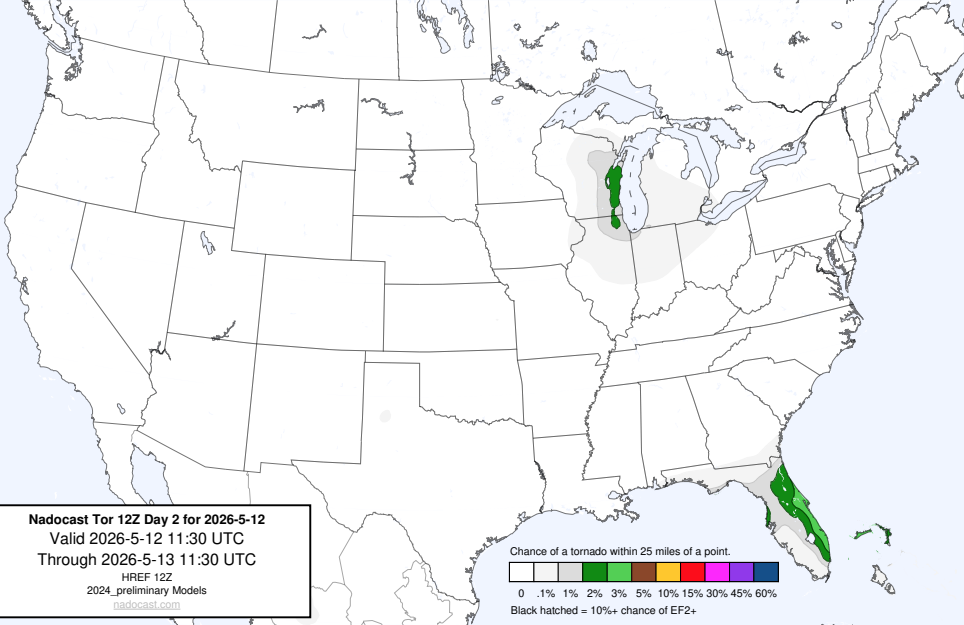 Nadocast Tor 12Z Day 2 for 2026-5-12
Valid 2026-5-12 11:30 UTC
Through 2026-5-13 11:30 UTC
HREF 12Z
2024_preliminary Models
nadocast.com
Chance of a tornado within 25 miles of a point.
0 .1% 1% 2% 3% 5% 10% 15% 30% 45% 60%
Black hatched = 10%+ chance of EF2+